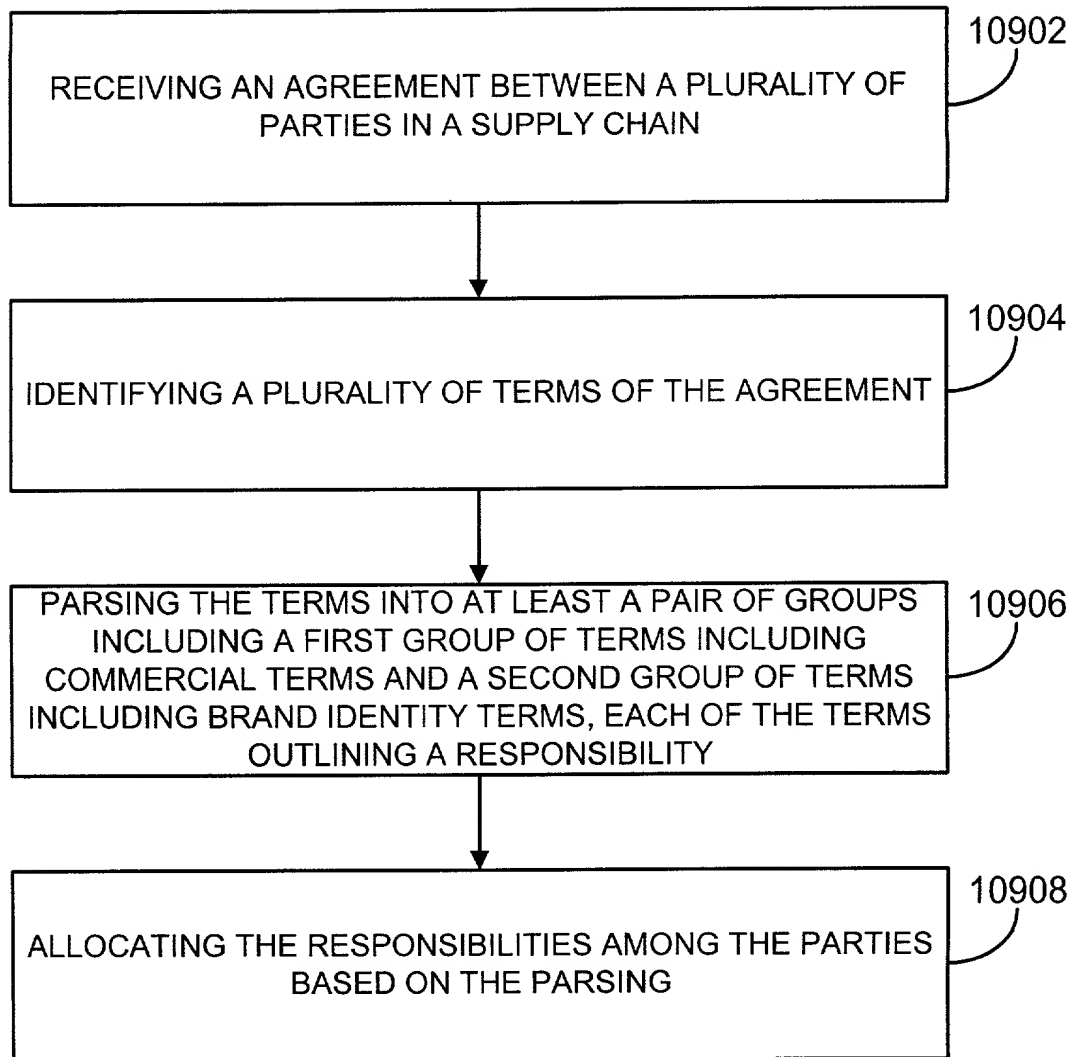 10902
RECEIVING AN AGREEMENT BETWEEN A PLURALITY OF
PARTIES IN A SUPPLY CHAIN
10904
IDENTIFYING A PLURALITY OF TERMS OF THE AGREEMENT
10906
PARSING THE TERMS INTO AT LEAST A PAIR OF GROUPS
INCLUDING A FIRST GROUP OF TERMS INCLUDING
COMMERCIAL TERMS AND A SECOND GROUP OF TERMS
INCLUDING BRAND IDENTITY TERMS, EACH OF THE TERMS
OUTLINING A RESPONSIBILITY
10908
ALLOCATING THE RESPONSIBILITIES AMONG THE PARTIES
BASED ON THE PARSING